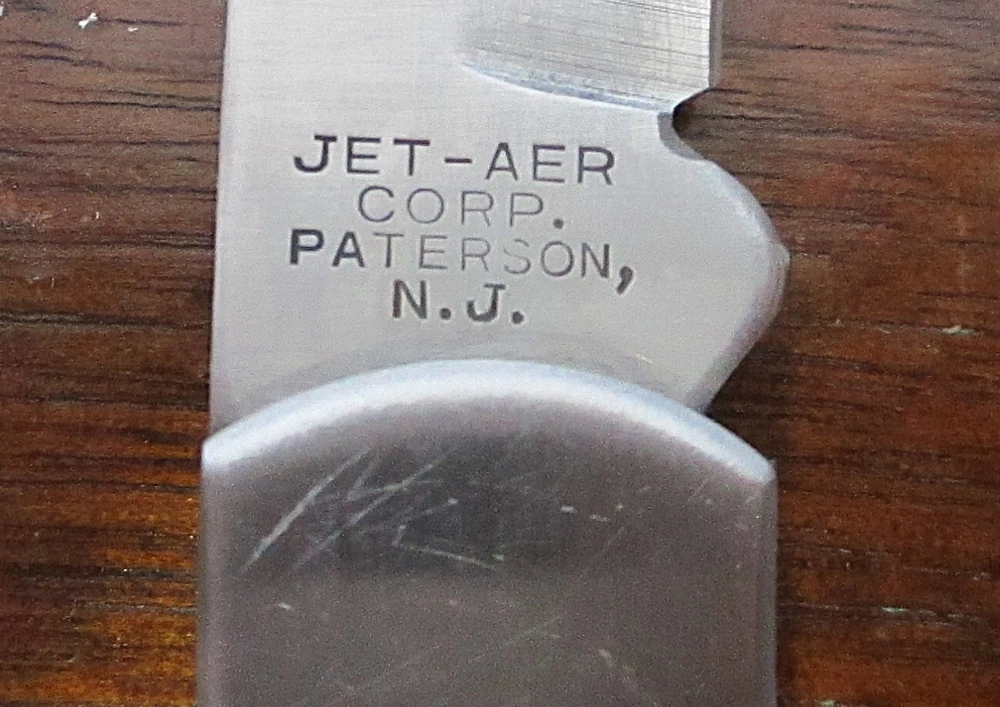 JET-AER
CORP.
PATERSON,
N.J.